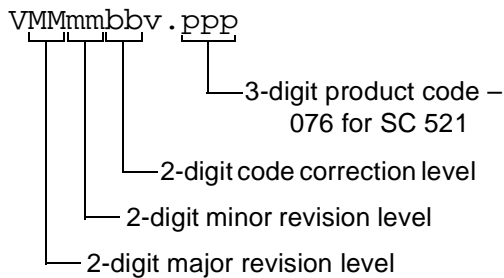 VMMmmbbv.ppp
3-digit product code –
076 for SC 521
2-digit code correction level
2-digit minor revision level
2-digit major revision level